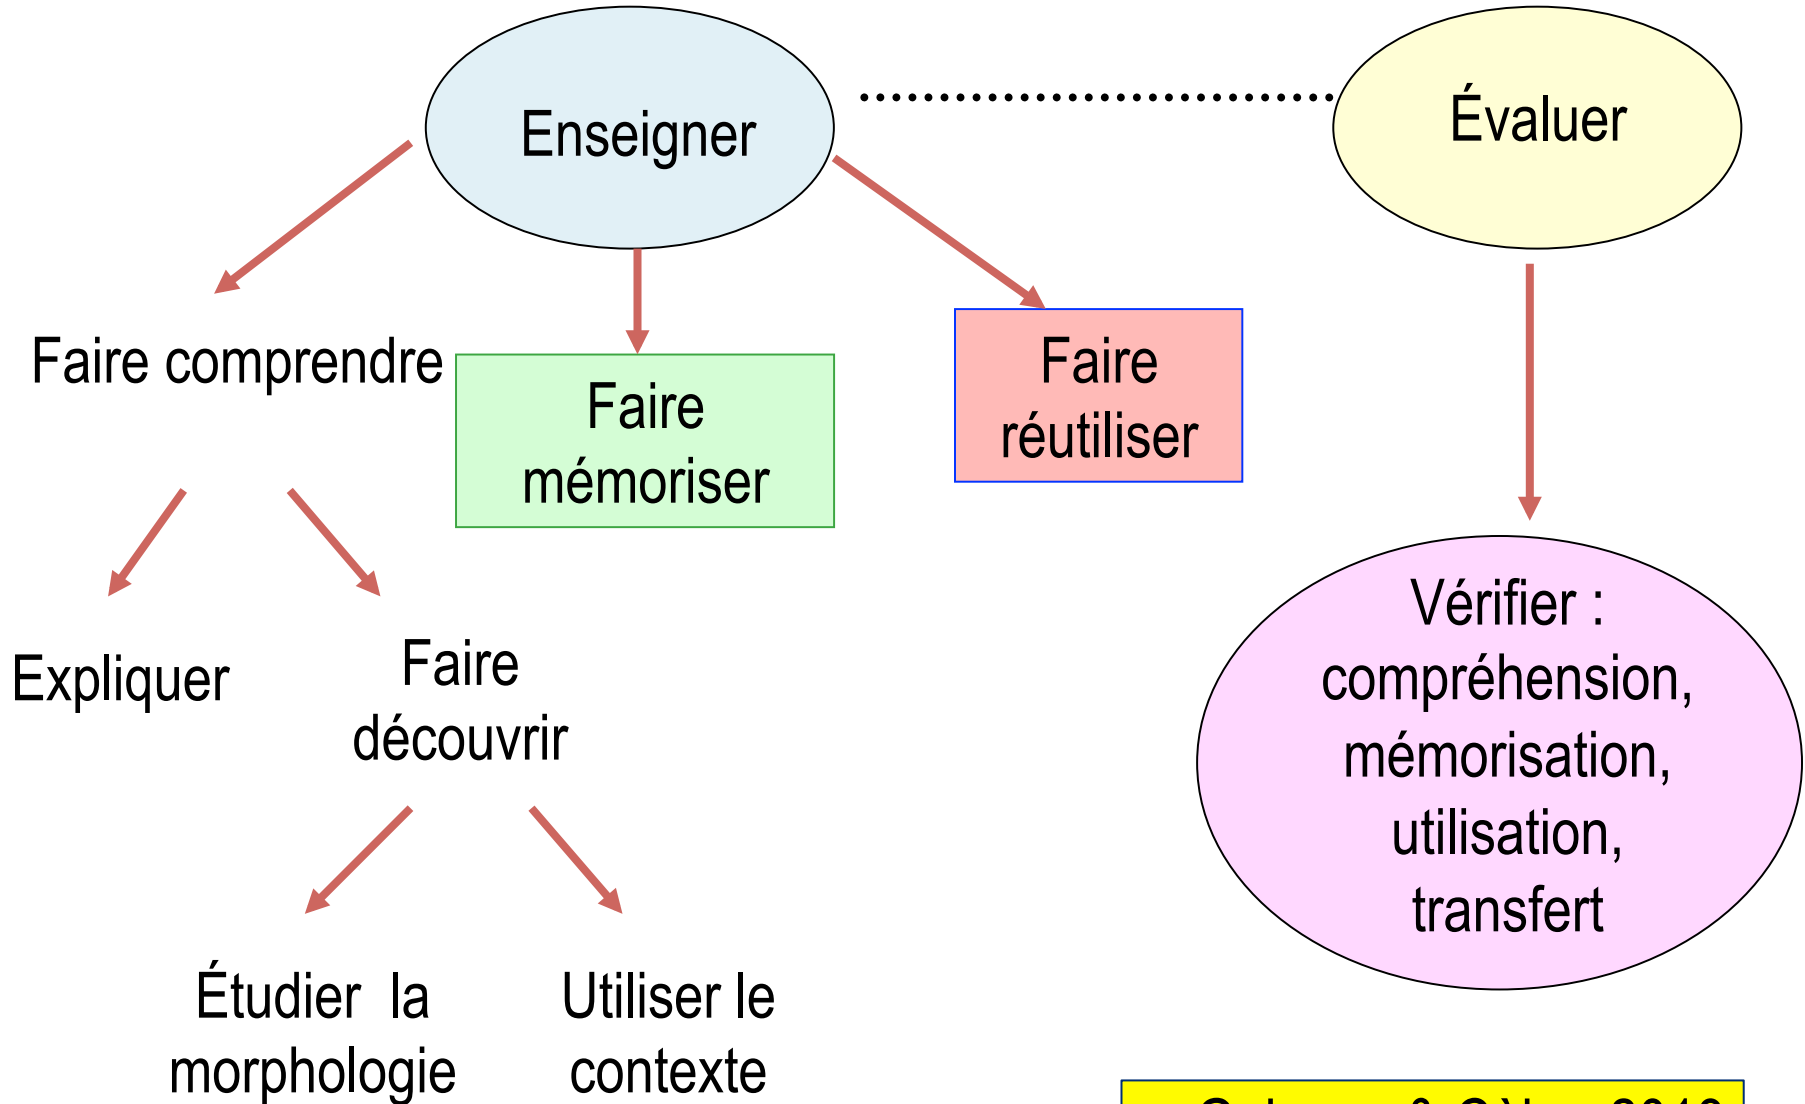 Enseigner
Évaluer
Faire comprendre
Faire
mémoriser
Faire
réutiliser
Expliquer
Faire
découvrir
Vérifier :
compréhension,
mémorisation,
utilisation,
transfert
Étudier la
morphologie
Utiliser le
contexte
&